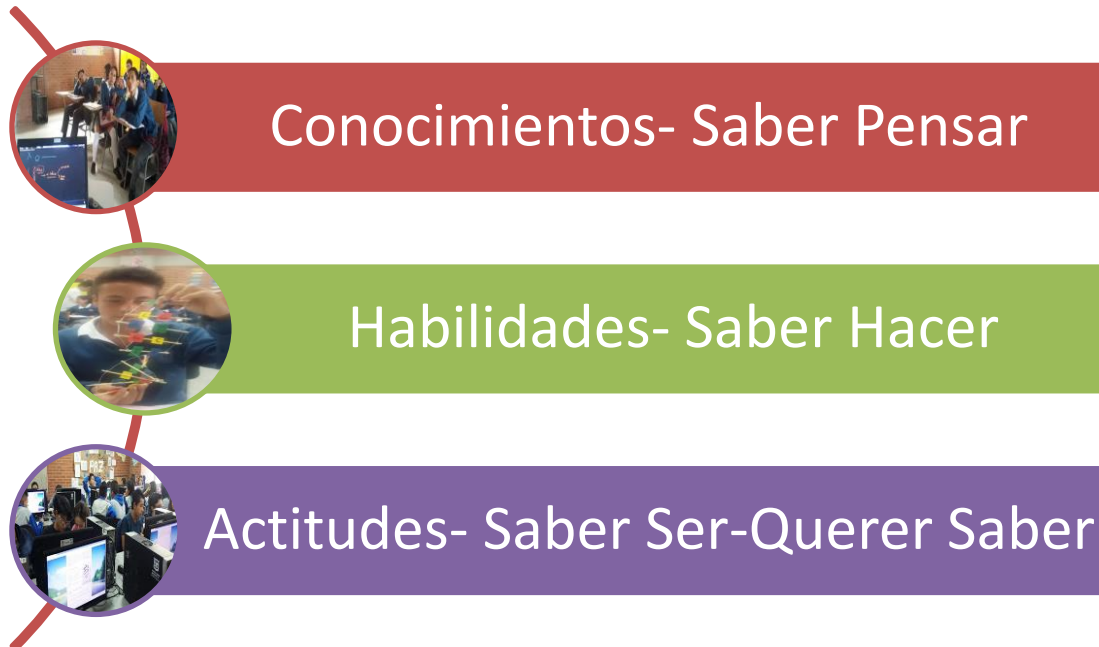 Conocimientos- Saber Pensar
Habilidades- Saber Hacer
Actitudes- Saber Ser-Querer Saber